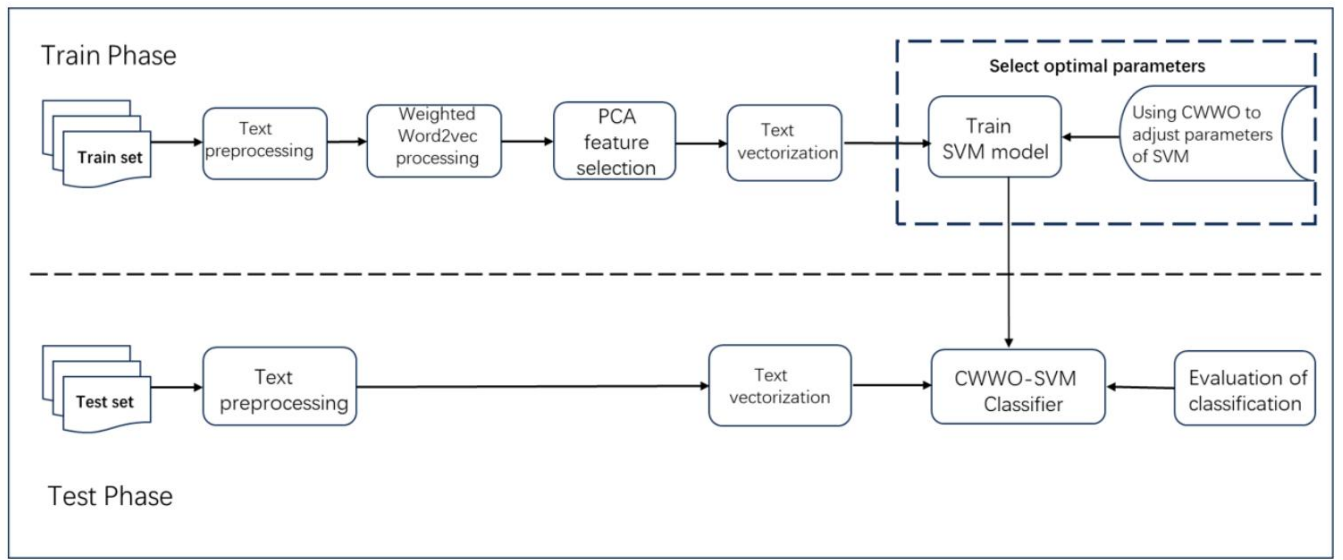 Train Phase
Select optimal parameters
Train set
Text
preprocessing
Weighted
Word2vec
processing
PCA
feature
selection
Text
vectorization
Train
SVM model
Using CWWO to
adjust parameters
of SVM
Test set
Text
preprocessing
Text
vectorization
CWWO-SVM
Classifier
Evaluation of
classification
Test Phase